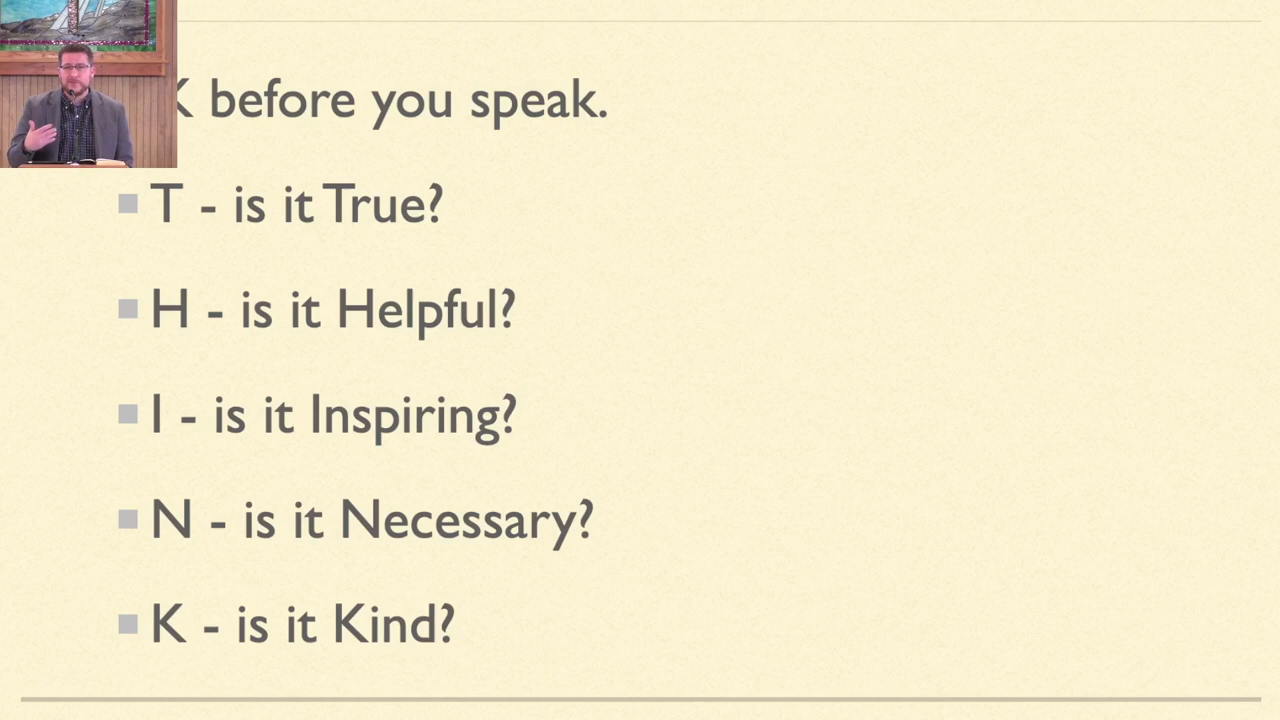 K before you speak.
T - is it True?
H - is it Helpful?
I - is it Inspiring?
N - is it Necessary?
K - is it Kind?